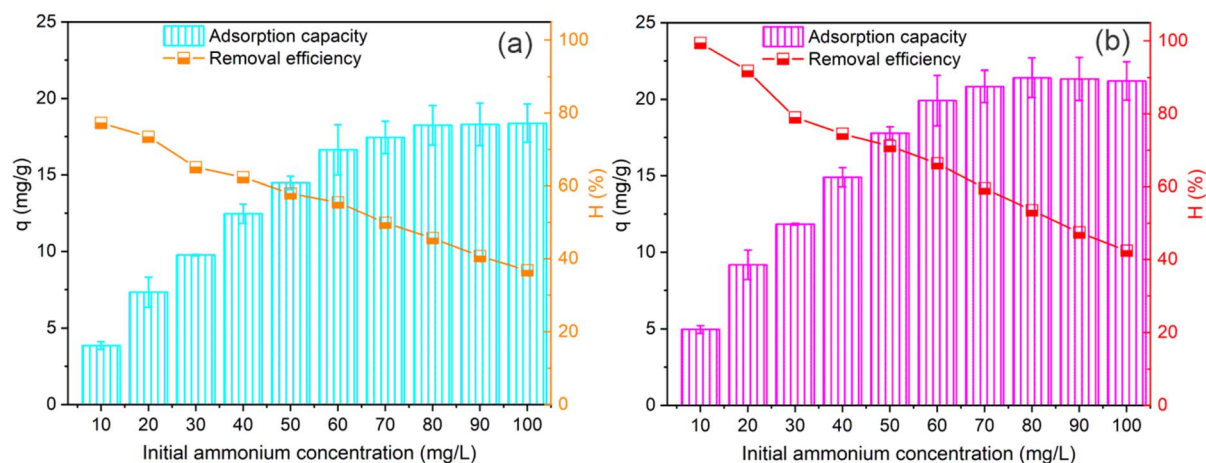 (a)
Adsorption capacity
Removal efficiency
q (mg/g)
25
20
15
10
5
0
H (%)
100
80
60
40
20
0
10 20 30 40 50 60 70 80 90 100
Initial ammonium concentration (mg/L)
(b)
Adsorption capacity
Removal efficiency
q (mg/g)
25
20
15
10
5
0
H (%)
100
80
60
40
20
0
10 20 30 40 50 60 70 80 90 100
Initial ammonium concentration (mg/L)